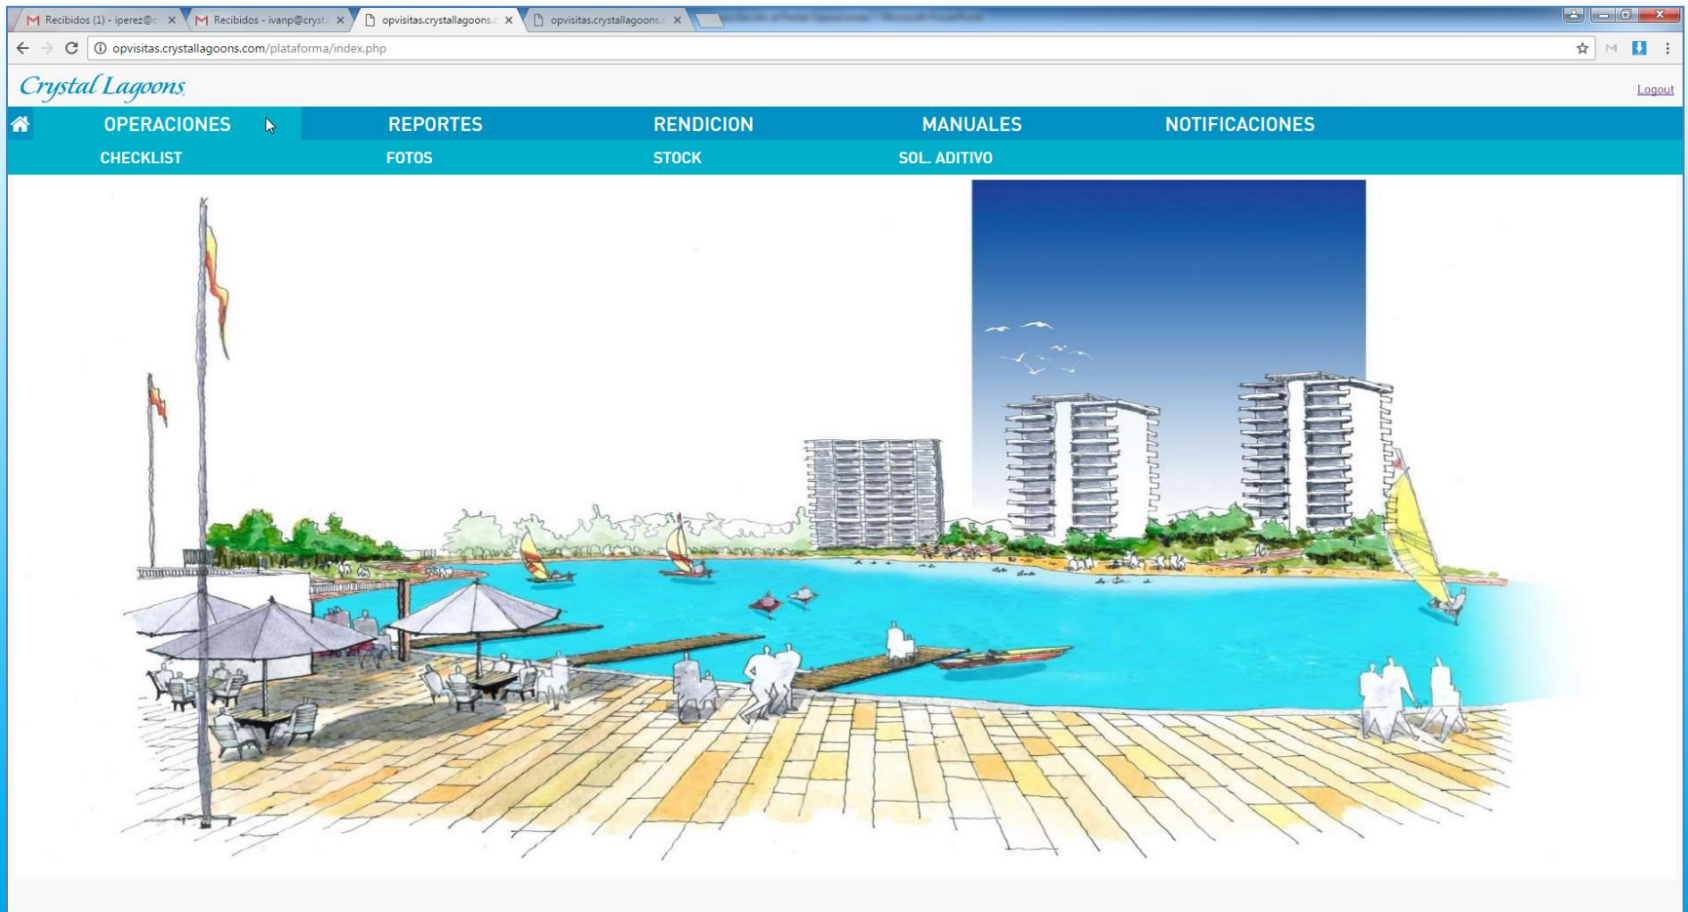 Recibidos (1) - iperez@c
Recibidos - ivanp@cryst
opvisitas.crystallagoons.
opvisitas.crystallagoons.
opvisitas.crystallagoons.com/plataforma/index.php
Crystal Lagoons
Logout
OPERACIONES REPORTES RENDICION MANUALES NOTIFICACIONES
CHECKLIST FOTOS STOCK SOL. ADITIVO